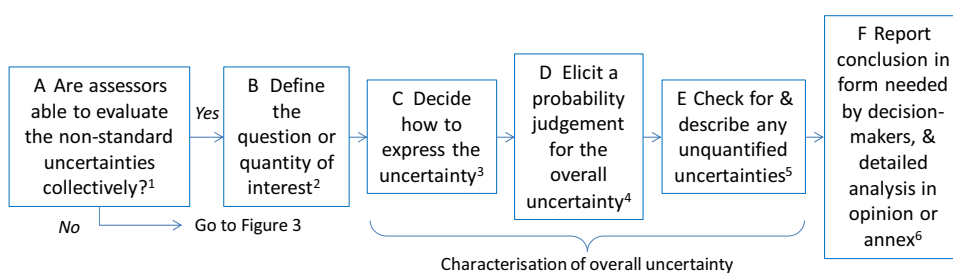 A Are assessors
able to evaluate
the non-standard
uncertainties
collectively?1
Yes
No
Go to Figure 3
B Define
the
question or
quantity of
interest2
C Decide
how to
express the
uncertainty3
D Elicit a
probability
judgement
for the
overall
uncertainty4
E Check for &
describe any
unquantified
uncertainties5
F Report
conclusion in
form needed
by decision-
makers, &
detailed
analysis in
opinion or
annex6
Characterisation of overall uncertainty